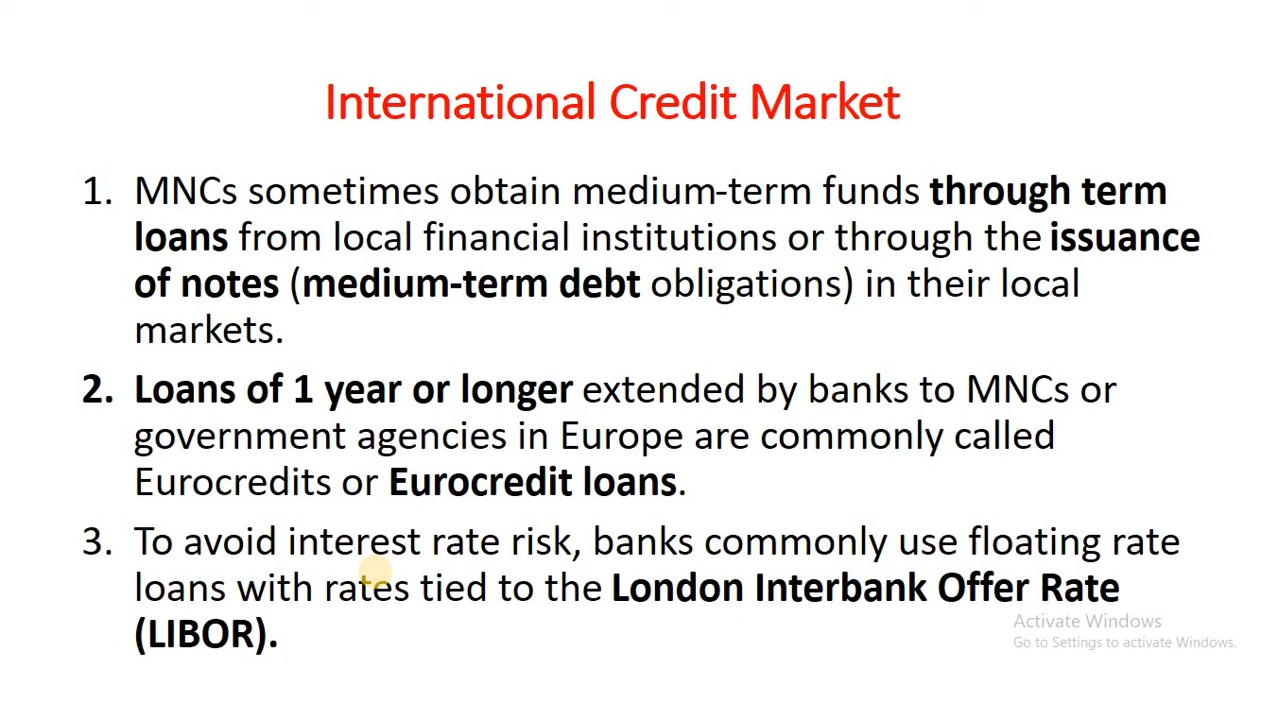 International Credit Market
1. MNCs sometimes obtain medium-term funds through term
loans from local financial institutions or through the issuance
of notes (medium-term debt obligations) in their local
markets.
2. Loans of 1 year or longer extended by banks to MNCs or
government agencies in Europe are commonly called
Eurocredits or Eurocredit loans.
3. To avoid interest rate risk, banks commonly use floating rate
loans with rates tied to the London Interbank Offer Rate
(LIBOR).
Activate Windows
Go to Settings to activate Windows.